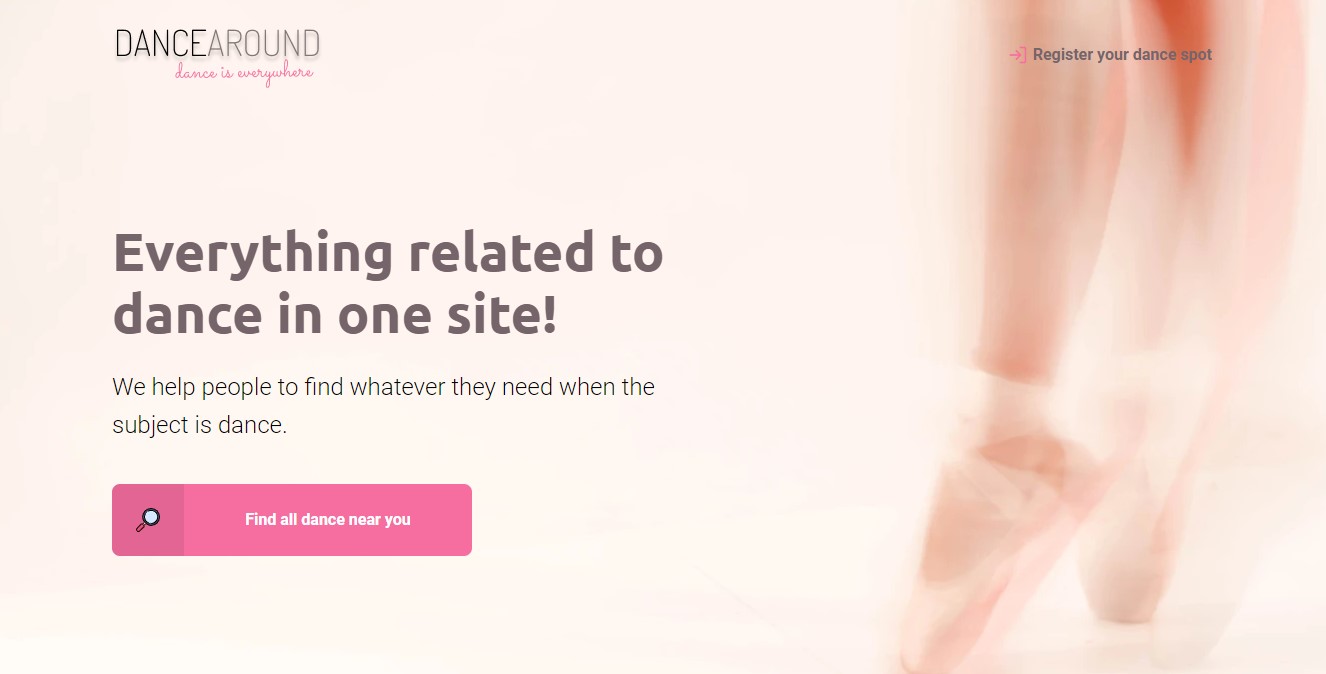 DANCEAROUND
dance is everywhere
Register your dance spot
Everything related to
dance in one site!
We help people to find whatever they need when the
subject is dance.
Find all dance near you